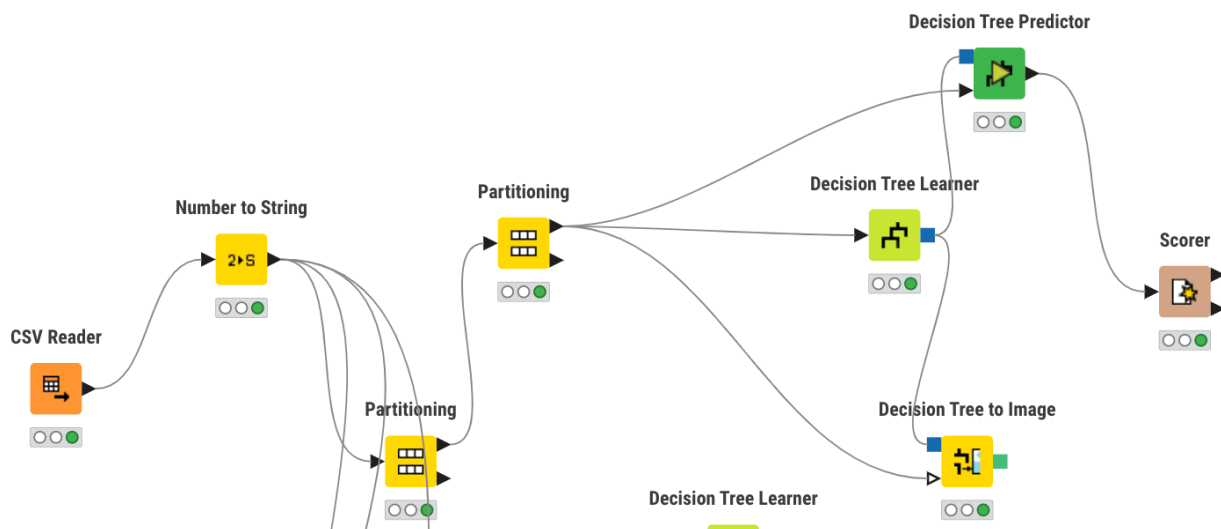 Decision Tree Predictor
Partitioning
Decision Tree Learner
Number to String
2▸S
Scorer
CSV Reader
Partitioning
Decision Tree to Image
Decision Tree Learner